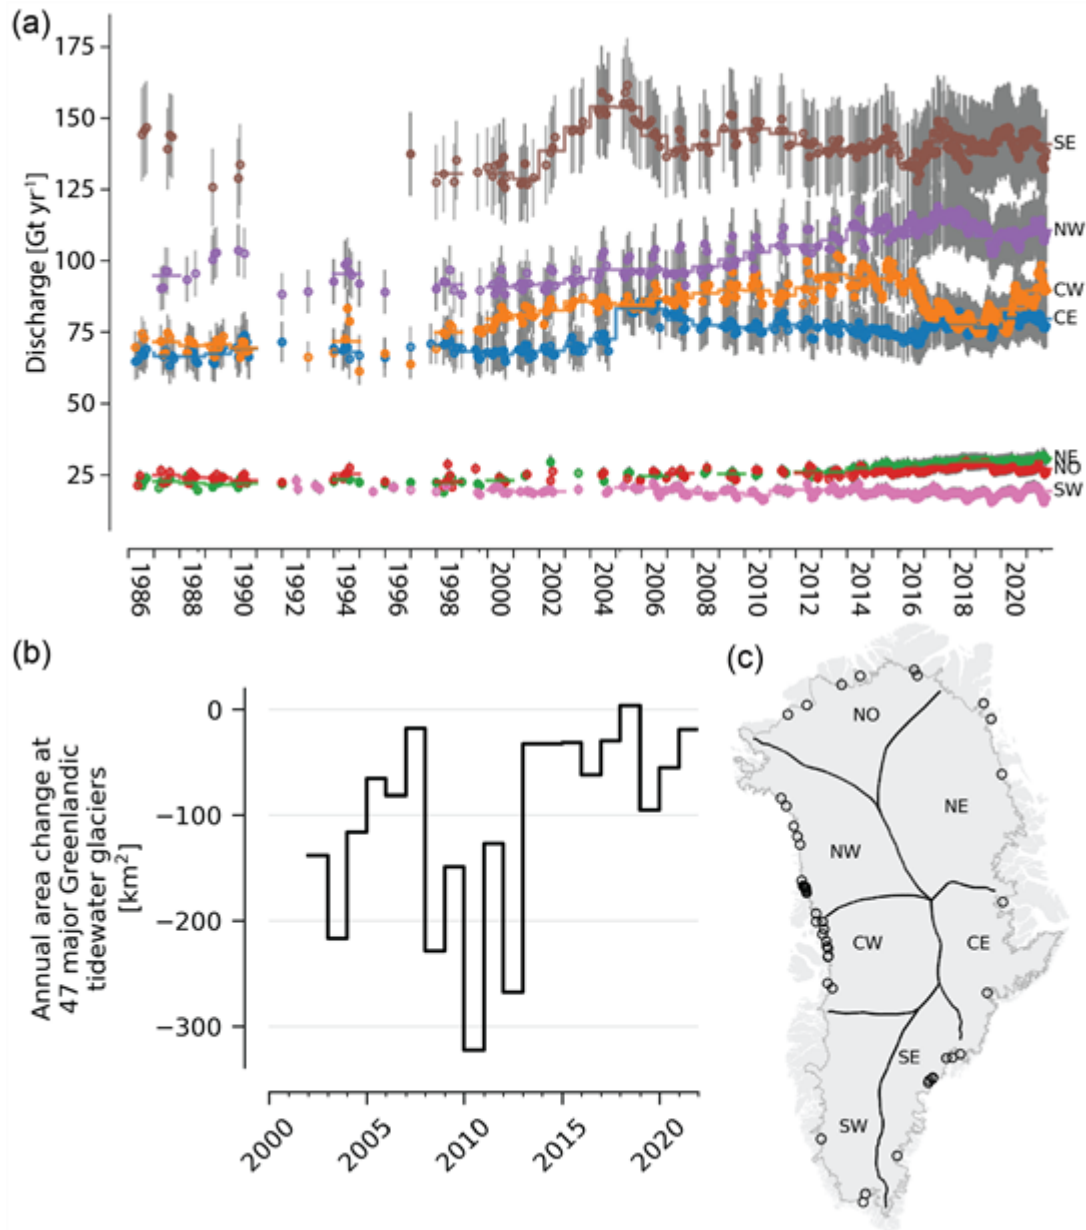 (a)
Discharge [Gt yr⁻¹]
175
150
125
100
75
50
25
SE
NW
CW
CE
NE
NO
SW
1986
1988
1990
1992
1994
1996
1998
2000
2002
2004
2006
2008
2010
2012
2014
2016
2018
2020
(b)
Annual area change at
47 major Greenlandic
tidewater glaciers
[km²]
0
−100
−200
−300
2000
2005
2010
2015
2020
(c)
NO
NE
NW
CW
CE
SE
SW